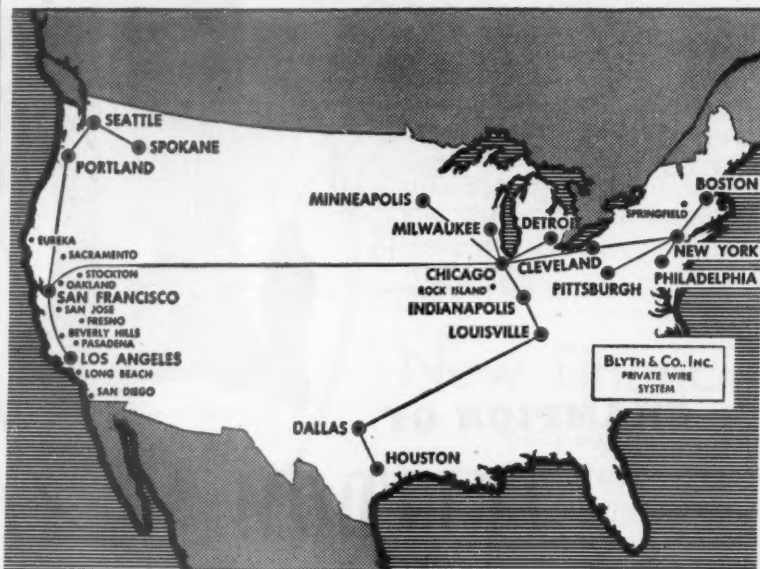 SEATTLE
SPOKANE
PORTLAND
BOSTON
MINNEAPOLIS
SPRINGFIELD
MILWAUKEE
DETROIT
EUREKA
NEW YORK
SACRAMENTO
CHICAGO
CLEVELAND
STOCKTON
PHILADELPHIA
OAKLAND
PITTSBURGH
ROCK ISLAND
SAN FRANCISCO
INDIANAPOLIS
SAN JOSE
FRESNO
LOUISVILLE
BEVERLY HILLS
PASADENA
LOS ANGELES
BLYTH & CO., INC.
PRIVATE WIRE
SYSTEM
LONG BEACH
SAN DIEGO
DALLAS
HOUSTON